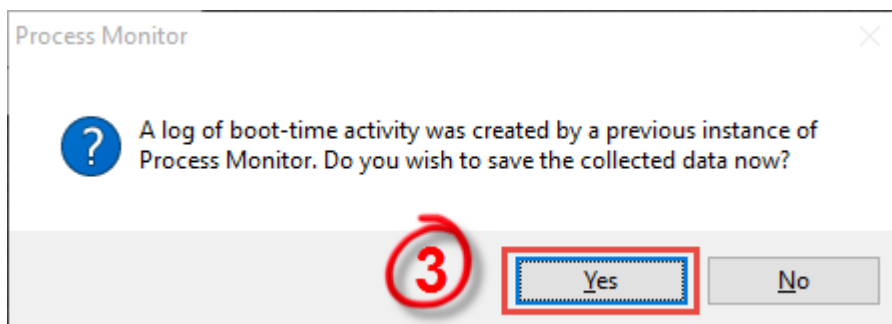 Process Monitor
?
A log of boot-time activity was created by a previous instance of
Process Monitor. Do you wish to save the collected data now?
3
Yes
No